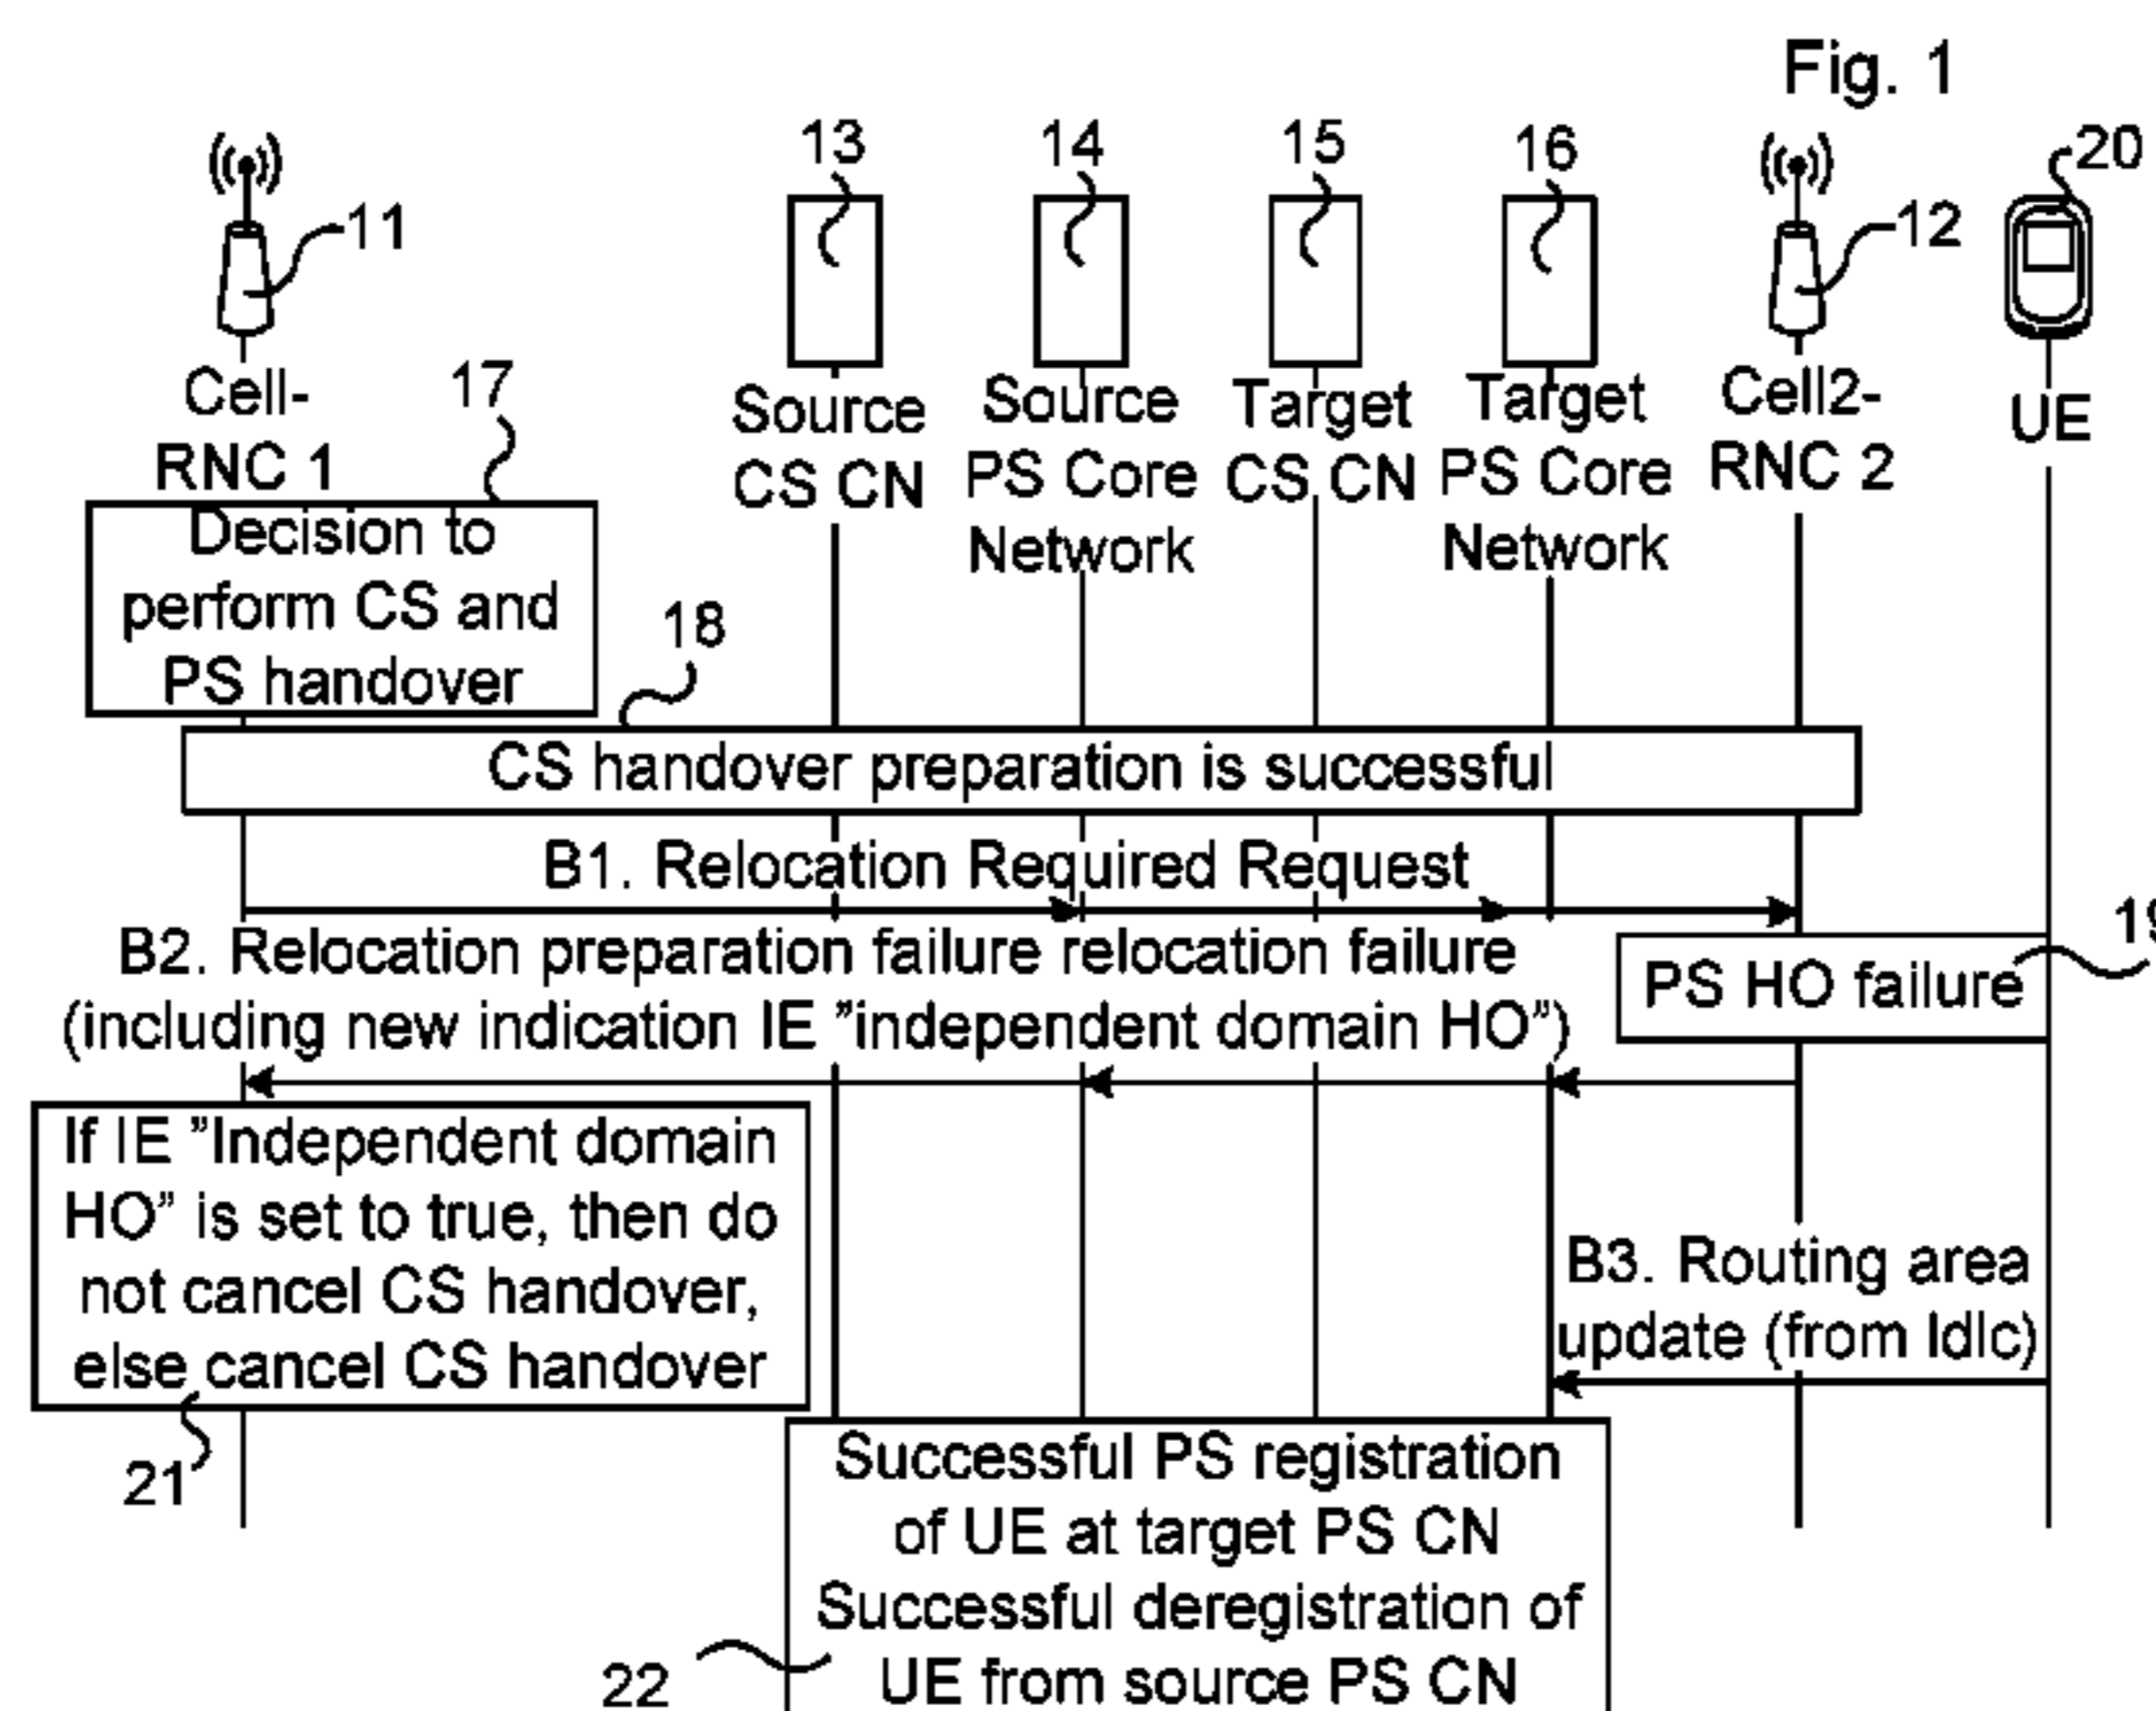 Fig. 1
13
14
15
16
20
11
12
Cell-
RNC 1
17
Source
CS CN
Source
PS Core
Network
Target
CS CN
Target
PS Core
Network
Cell2-
RNC 2
UE
Decision to
perform CS and
PS handover
18
CS handover preparation is successful
B1. Relocation Required Request
B2. Relocation preparation failure relocation failure
(including new indication IE ”independent domain HO”)
19
PS HO failure
If IE ”Independent domain
HO” is set to true, then do
not cancel CS handover,
else cancel CS handover
21
B3. Routing area
update (from Idlc)
Successful PS registration
of UE at target PS CN
Successful deregistration of
UE from source PS CN
22